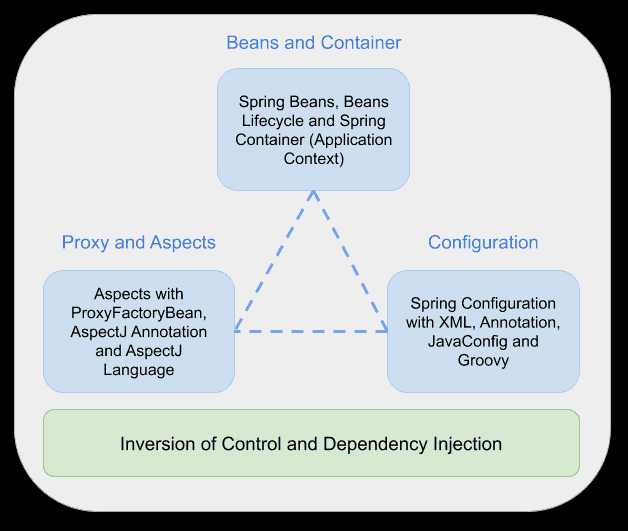 Beans and Container
Spring Beans, Beans
Lifecycle and Spring
Container (Application
Context)
Proxy and Aspects
Aspects with
ProxyFactoryBean,
AspectJ Annotation
and AspectJ
Language
Configuration
Spring Configuration
with XML, Annotation,
JavaConfig and
Groovy
Inversion of Control and Dependency Injection